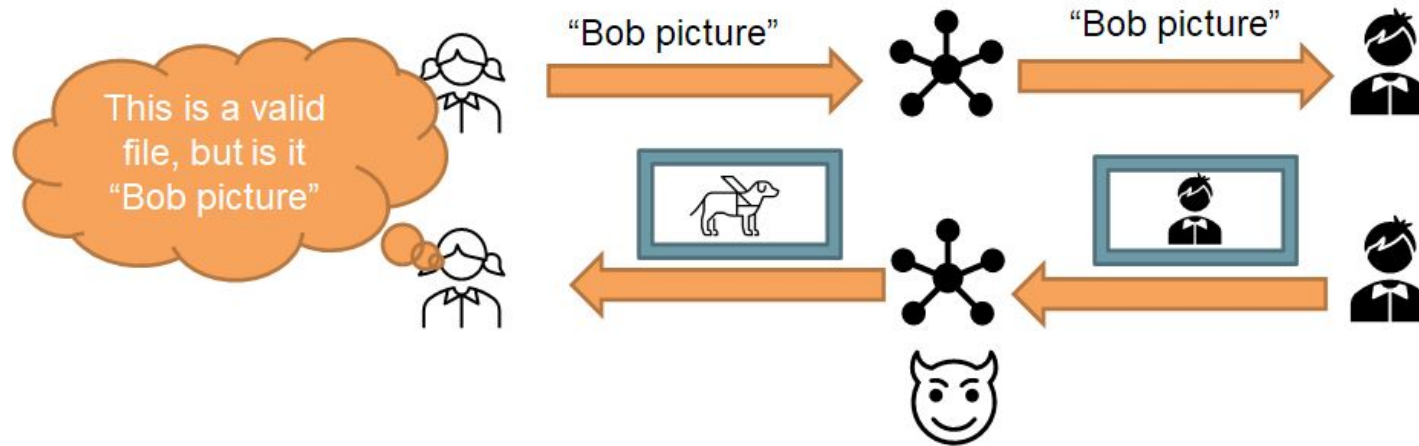 “Bob picture”
“Bob picture”
This is a valid
file, but is it
“Bob picture”